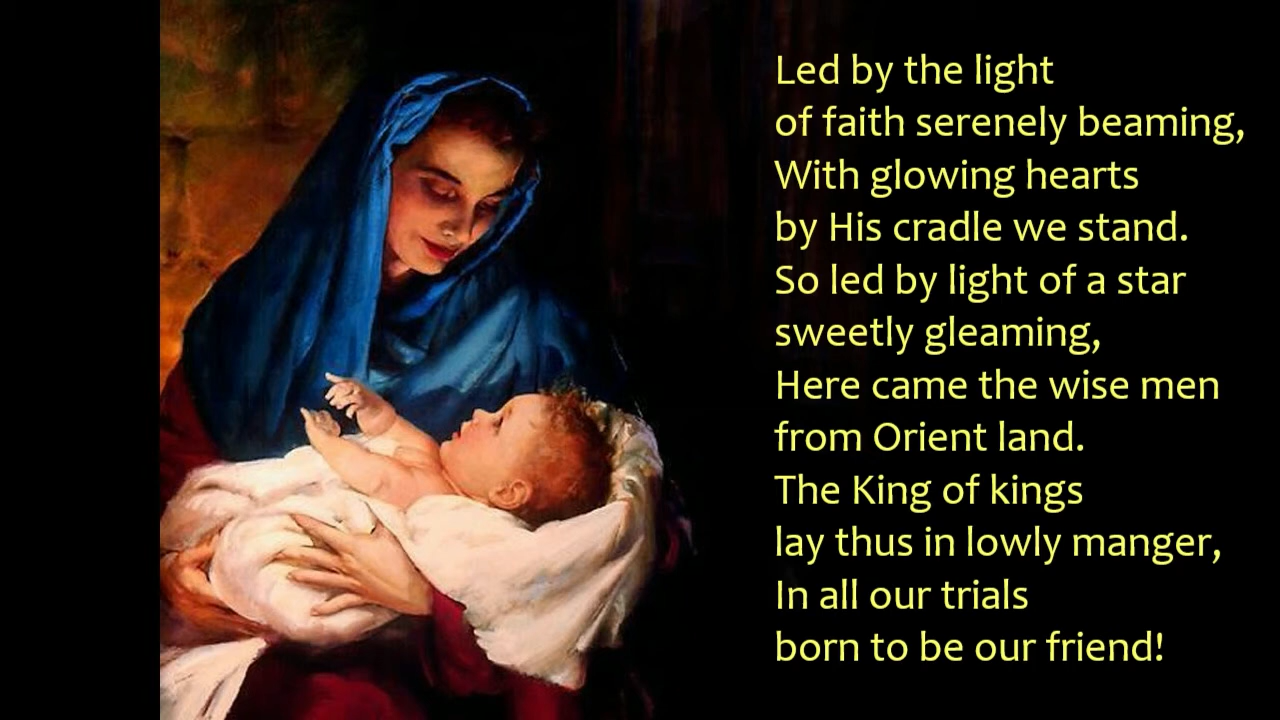 Led by the light
of faith serenely beaming,
With glowing hearts
by His cradle we stand.
So led by light of a star
sweetly gleaming,
Here came the wise men
from Orient land.
The King of kings
lay thus in lowly manger,
In all our trials
born to be our friend!